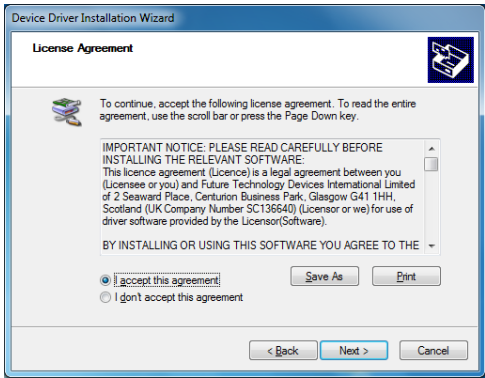 Device Driver Installation Wizard
License Agreement
To continue, accept the following license agreement. To read the entire
agreement, use the scroll bar or press the Page Down key.
IMPORTANT NOTICE: PLEASE READ CAREFULLY BEFORE
INSTALLING THE RELEVANT SOFTWARE:
This licence agreement (Licence) is a legal agreement between you
(Licensee or you) and Future Technology Devices International Limited
of 2 Seaward Place, Centurion Business Park, Glasgow G41 1HH,
Scotland (UK Company Number SC136640) (Licensor or we) for use of
driver software provided by the Licensor(Software).
BY INSTALLING OR USING THIS SOFTWARE YOU AGREE TO THE
I accept this agreement
Save As
Print
I don't accept this agreement
< Back
Next >
Cancel